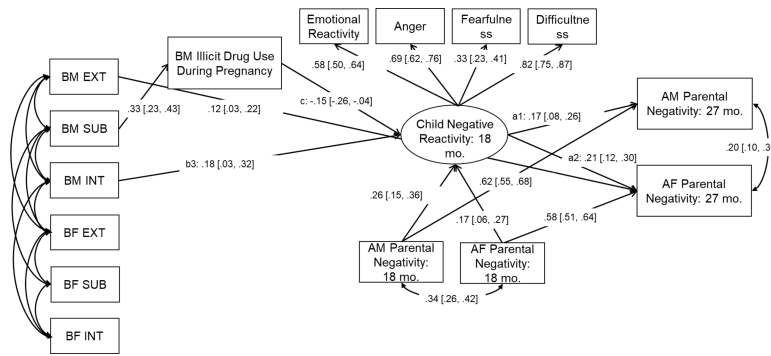 Emotional
Reactivity
Anger
Fearfulne
ss
Difficultne
ss
BM Illicit Drug Use
During Pregnancy
.58 [.50, .64)
.69 [.62, .76]
.33 [.23, .41]
.82 [.75, .87]
BM EXT
.33 [.23, .43]
.12 [.03, .22]
c: -.15 [-.26, -.04]
BM SUB
Child Negative
Reactivity: 18
mo.
a1: .17 [.08, .26]
AM Parental
Negativity:
27 mo.
b3: .18 [.03, .32]
BM INT
a2: .21 [.12, .30]
.20 [.10, .3
AF Parental
Negativity: 27 mo.
.26 [.15, .36]
.62 [.55, .68]
.17 [.06, .27]
.58 [.51, .64]
BF EXT
AM Parental
Negativity:
18 mo.
AF Parental
Negativity:
18 mo.
BF SUB
.34 [.26, .42]
BF INT